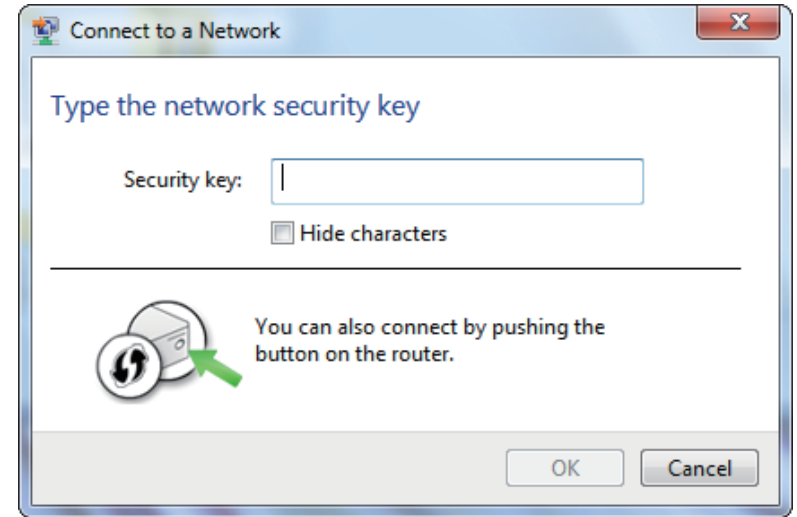 Connect to a Network
Type the network security key
Security key:
Hide characters
You can also connect by pushing the
button on the router.
OK
Cancel